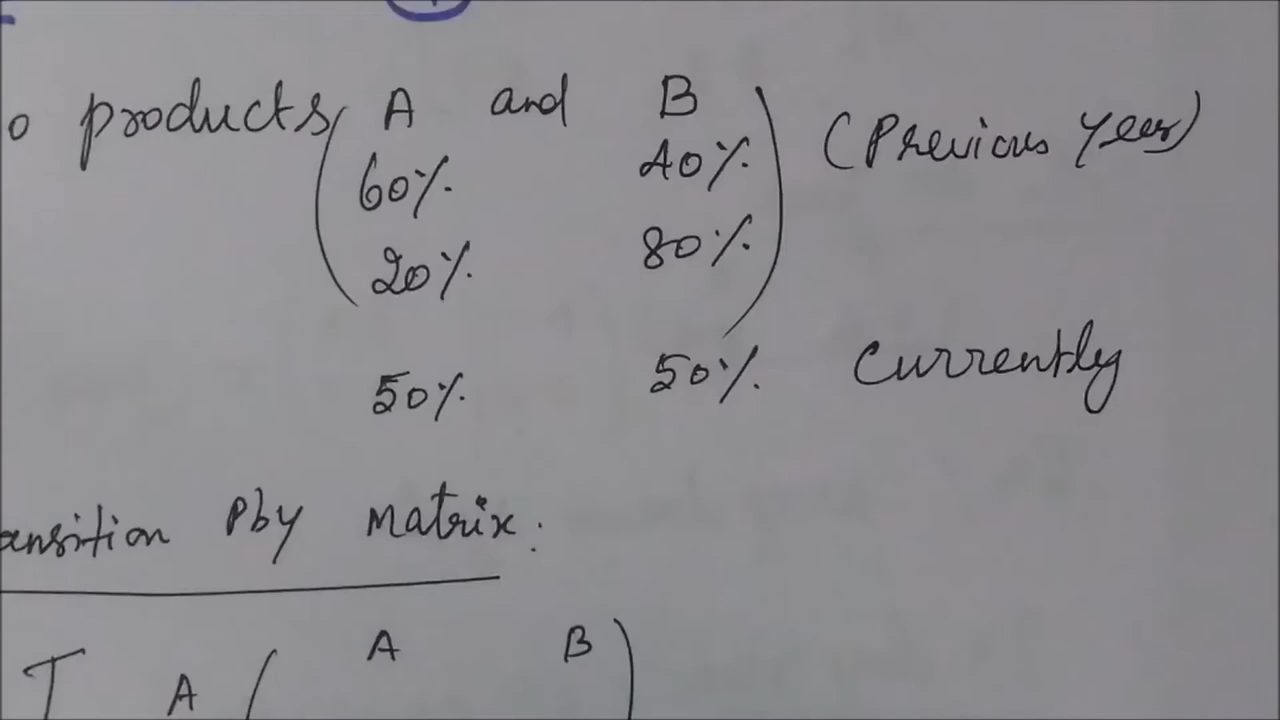 o products, A and B (Previous Year)
60% 40%
20% 80%
50% 50% Currently
ansition Pby Matrix:
A B
T A